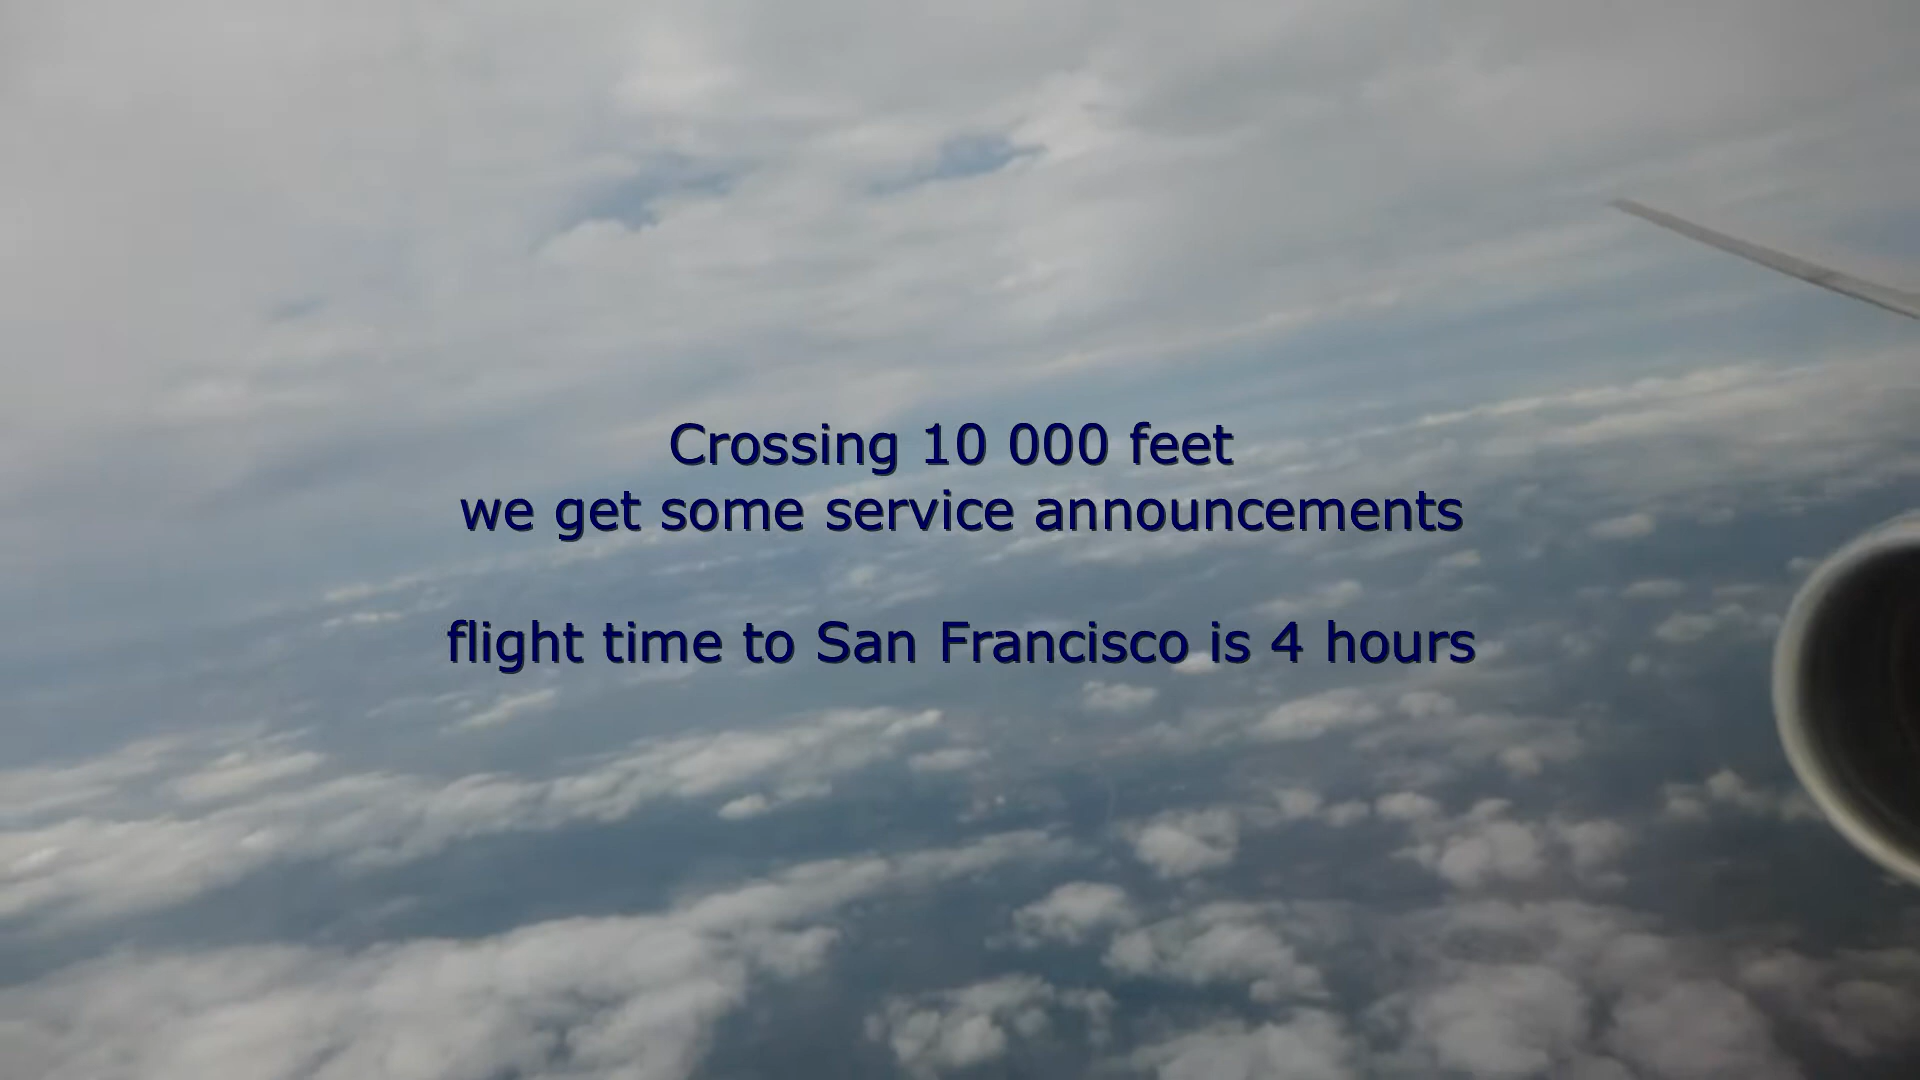 Crossing 10 000 feet
we get some service announcements
flight time to San Francisco is 4 hours